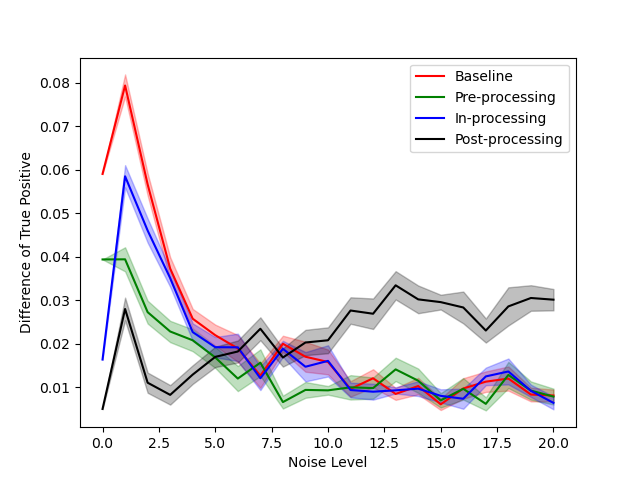 Baseline
Pre-processing
In-processing
Post-processing
Difference of True Positive
0.08
0.07
0.06
0.05
0.04
0.03
0.02
0.01
0.0 2.5 5.0 7.5 10.0 12.5 15.0 17.5 20.0
Noise Level